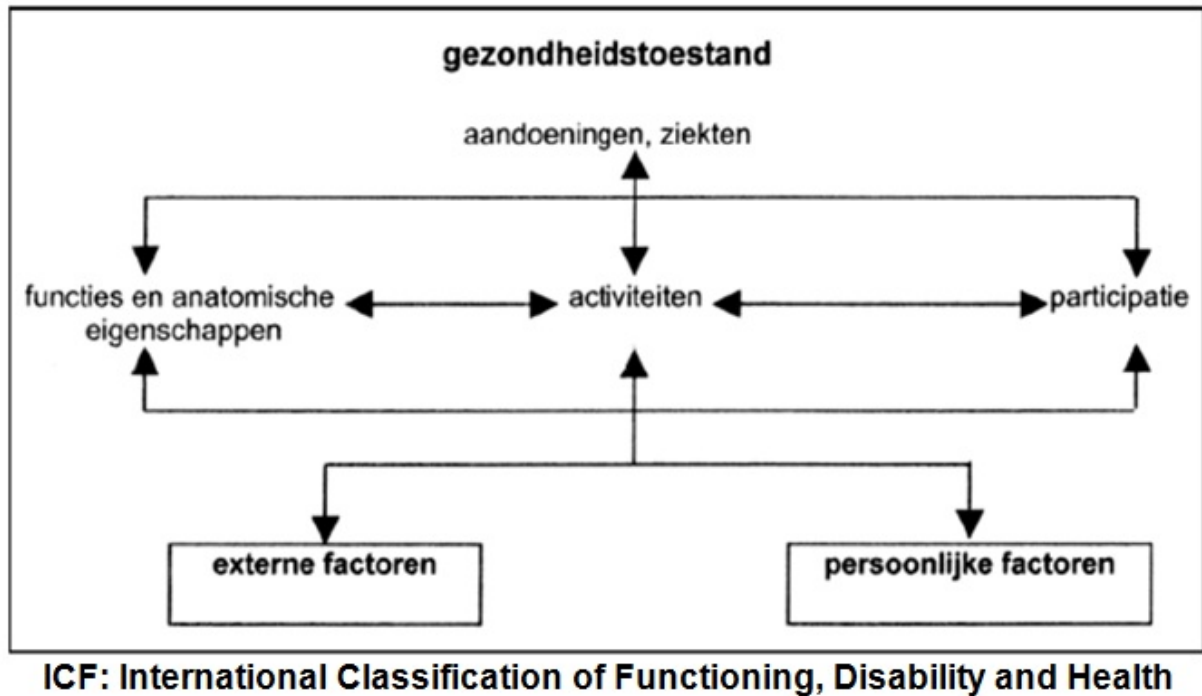 gezondheidstoestand
aandoeningen, ziekten
functies en anatomische
eigenschappen
activiteiten
participatie
externe factoren
persoonlijke factoren
ICF: International Classification of Functioning, Disability and Health